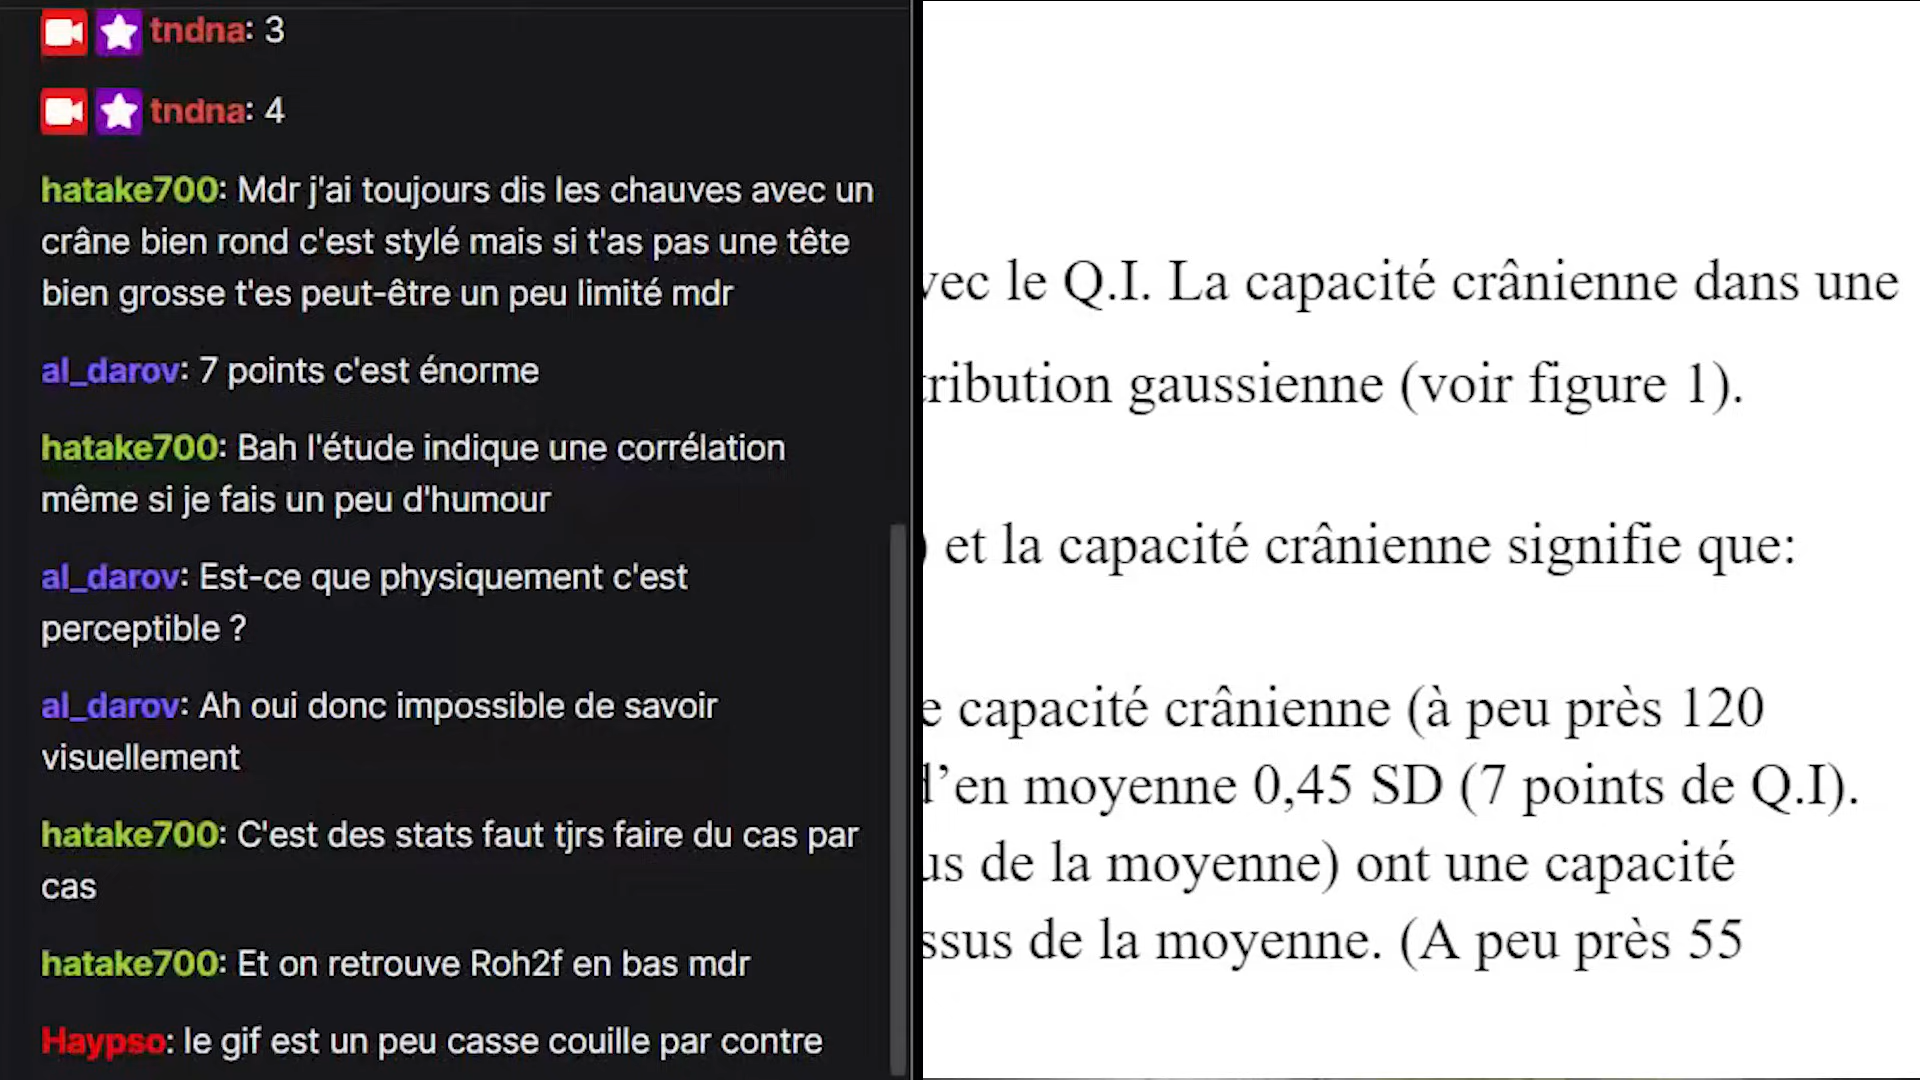 tndna: 3
tndna: 4
hatake700: Mdr j'ai toujours dis les chauves avec un
crâne bien rond c'est stylé mais si t'as pas une tête
bien grosse t'es peut-être un peu limité mdr
al_darov: 7 points c'est énorme
hatake700: Bah l'étude indique une corrélation
même si je fais un peu d'humour
al_darov: Est-ce que physiquement c'est
perceptible ?
al_darov: Ah oui donc impossible de savoir
visuellement
hatake700: C'est des stats faut tjrs faire du cas par
cas
hatake700: Et on retrouve Roh2f en bas mdr
Haypso: le gif est un peu casse couille par contre
vec le Q.I. La capacité crânienne dans une
tribution gaussienne (voir figure 1).
) et la capacité crânienne signifie que:
e capacité crânienne (à peu près 120
d’en moyenne 0,45 SD (7 points de Q.I).
us de la moyenne) ont une capacité
ssus de la moyenne. (A peu près 55